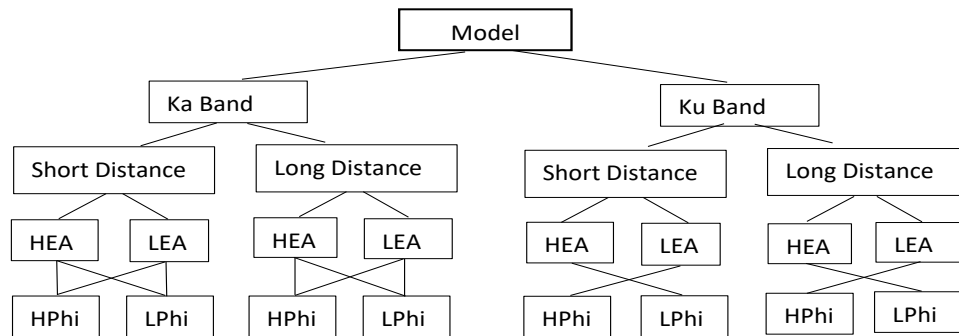 Model
Ka Band
Ku Band
Short Distance
Long Distance
Short Distance
Long Distance
HEA
LEA
HEA
LEA
HEA
LEA
HEA
LEA
HPhi
LPhi
HPhi
LPhi
HPhi
LPhi
HPhi
LPhi